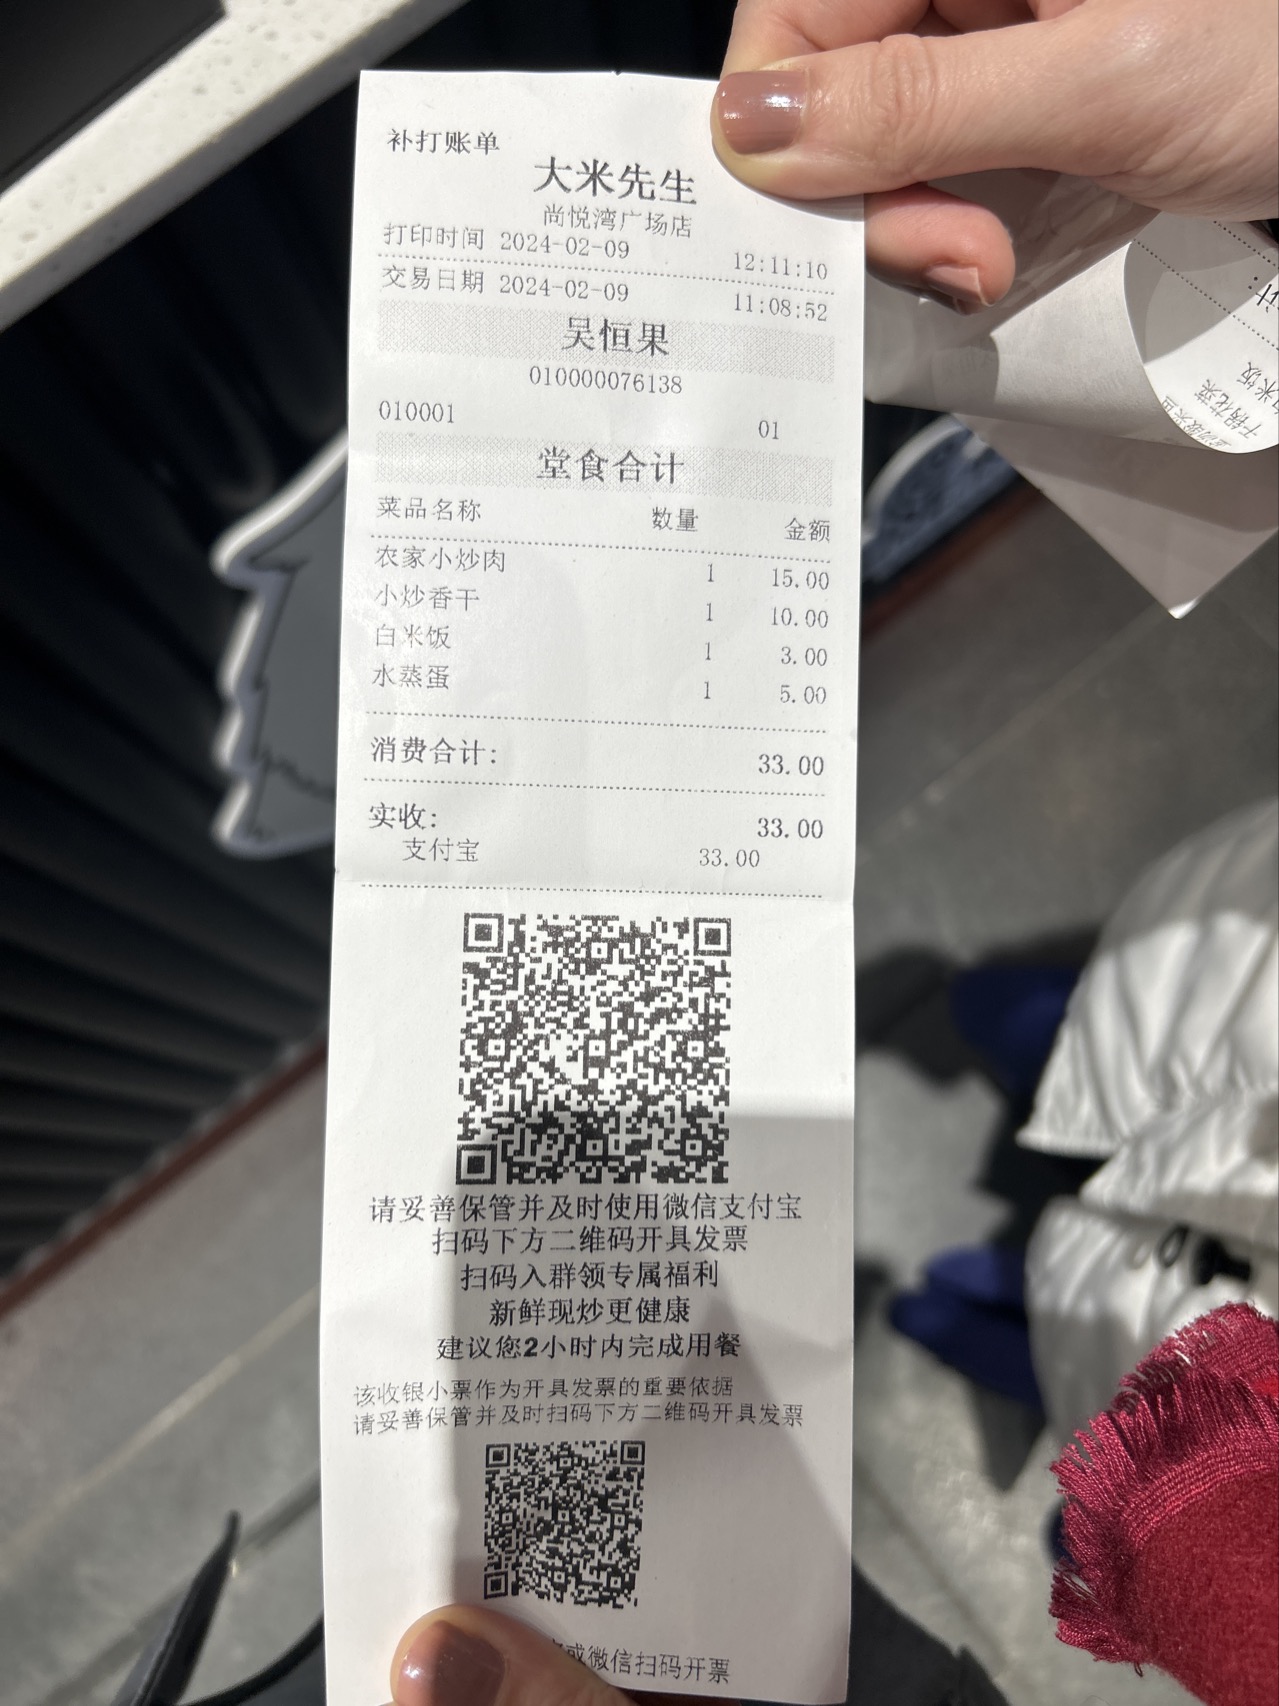 补打账单
大米先生
尚悦湾广场店
打印时间 2024-02-09 12:11:10
交易日期 2024-02-09 11:08:52
吴恒果
010000076138
010001 01
堂食合计
菜品名称 数量 金额
农家小炒肉 1 15.00
小炒香干 1 10.00
白米饭 1 3.00
水蒸蛋 1 5.00
消费合计: 33.00
实收: 33.00
支付宝 33.00
请妥善保管并及时使用微信支付宝
扫码下方二维码开具发票
扫码入群领专属福利
新鲜现炒更健康
建议您2小时内完成用餐
该收银小票作为开具发票的重要依据
请妥善保管并及时扫码下方二维码开具发票
或微信扫码开票
计:
米饭
干锅花菜